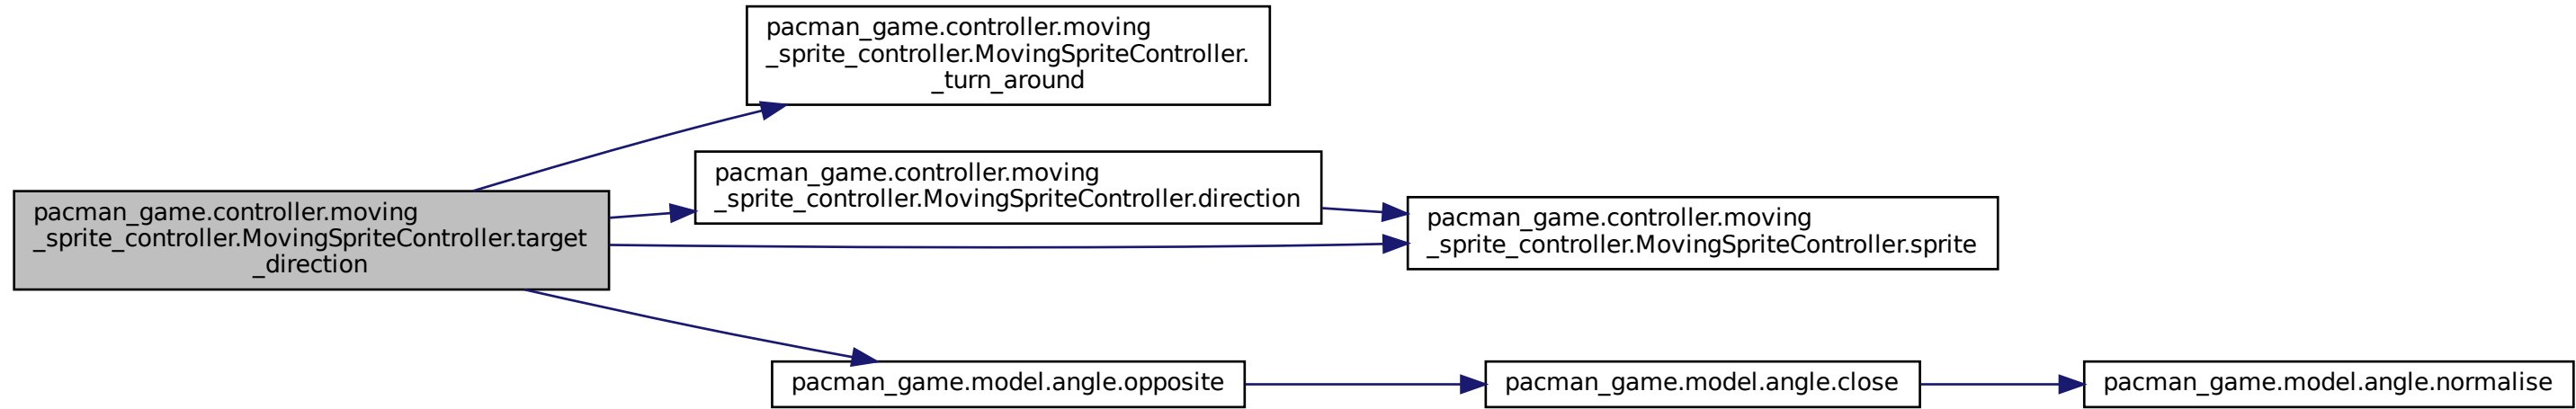 pacman_game.controller.moving
_sprite_controller.MovingSpriteController.
_turn_around
pacman_game.controller.moving
_sprite_controller.MovingSpriteController.direction
pacman_game.controller.moving
_sprite_controller.MovingSpriteController.target
_direction
pacman_game.controller.moving
_sprite_controller.MovingSpriteController.sprite
pacman_game.model.angle.opposite
pacman_game.model.angle.close
pacman_game.model.angle.normalise